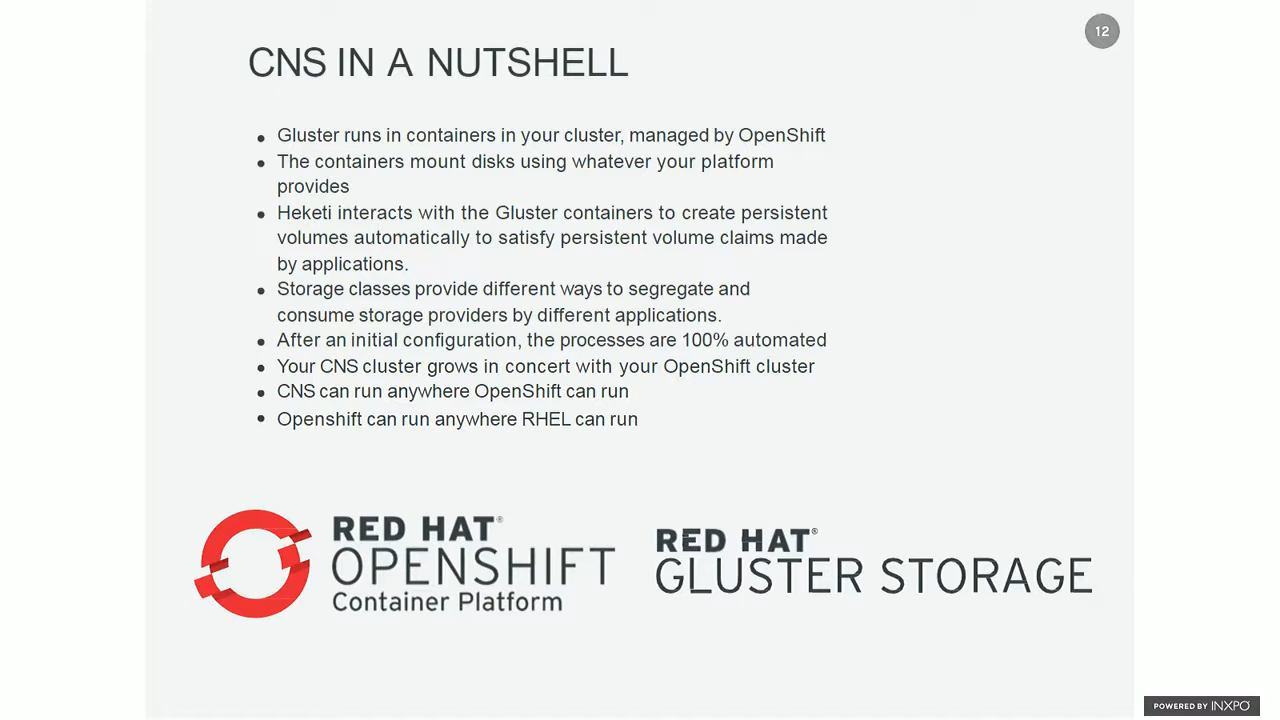 12
CNS IN A NUTSHELL
• Gluster runs in containers in your cluster, managed by OpenShift
• The containers mount disks using whatever your platform
provides
• Heketi interacts with the Gluster containers to create persistent
volumes automatically to satisfy persistent volume claims made
by applications.
• Storage classes provide different ways to segregate and
consume storage providers by different applications.
• After an initial configuration, the processes are 100% automated
• Your CNS cluster grows in concert with your OpenShift cluster
• CNS can run anywhere OpenShift can run
• Openshift can run anywhere RHEL can run
RED HAT®
OPENSHIFT
Container Platform
RED HAT®
GLUSTER STORAGE
POWERED BY INXPO